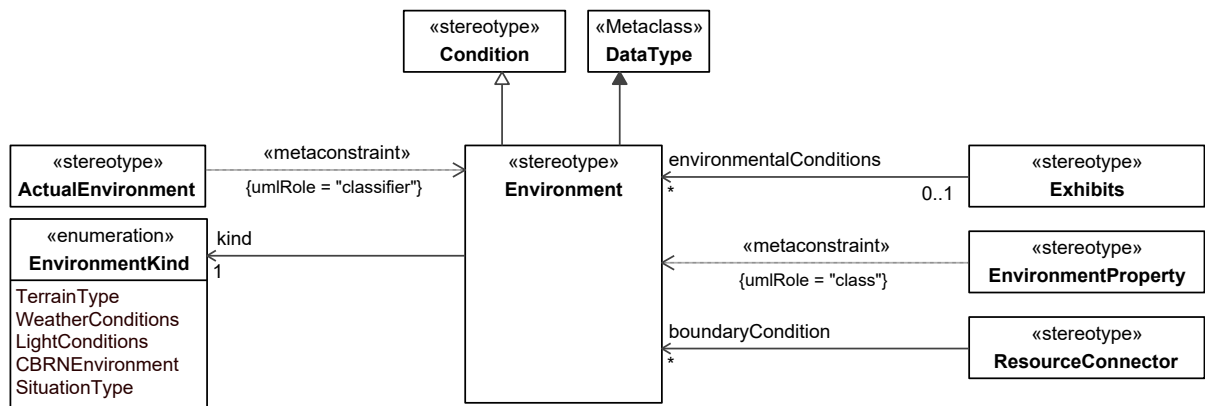 «stereotype»
Condition
«Metaclass»
DataType
«stereotype»
ActualEnvironment
«metaconstraint»
{umlRole = "classifier"}
«stereotype»
Environment
environmentalConditions
*
0..1
«stereotype»
Exhibits
«enumeration»
EnvironmentKind
TerrainType
WeatherConditions
LightConditions
CBRNEnvironment
SituationType
kind
1
«metaconstraint»
{umlRole = "class"}
«stereotype»
EnvironmentProperty
boundaryCondition
*
«stereotype»
ResourceConnector